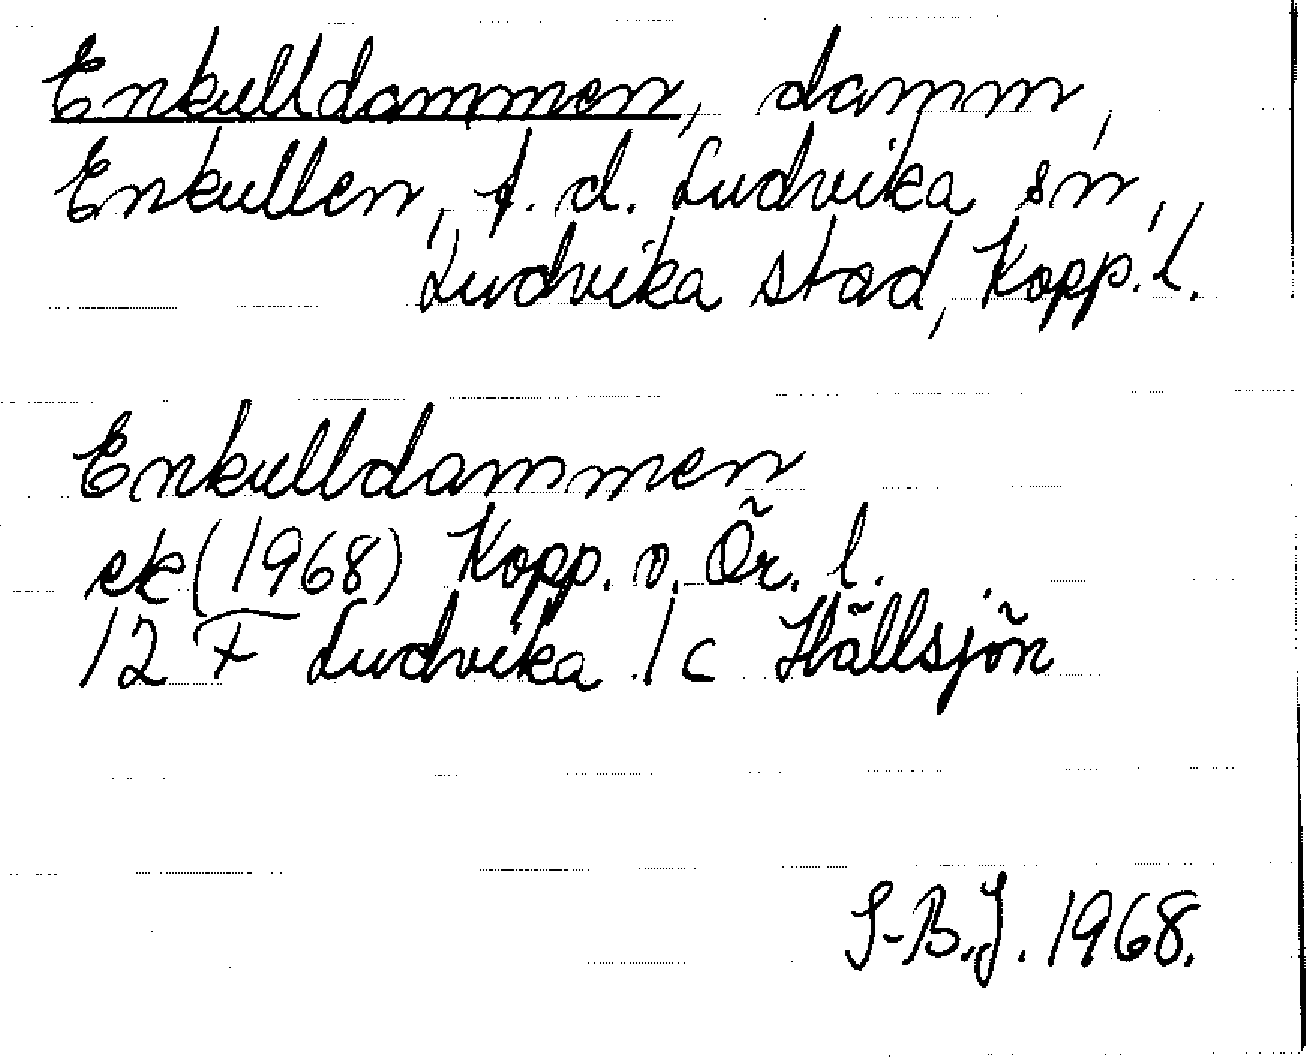 Enkulldammen, damm,
Enkullen, f.d. Ludvika sn,
Ludvika stad, Kopp. l.
Enkulldammen
ek (1968) Kopp. o. Ör. l.
12 F Ludvika 1c Hällsjön
S-B.J. 1968.